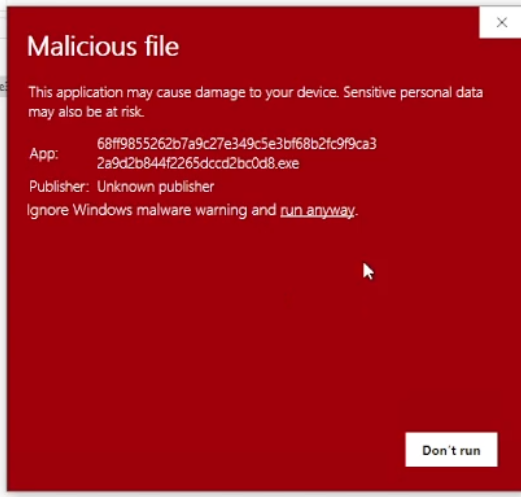 Malicious file
This application may cause damage to your device. Sensitive personal data
may also be at risk.
App: 68ff9855262b7a9c27e349c5e3bf68b2fc9f9ca3
2a9d2b844f2265dccd2bc0d8.exe
Publisher: Unknown publisher
Ignore Windows malware warning and run anyway.
Don't run